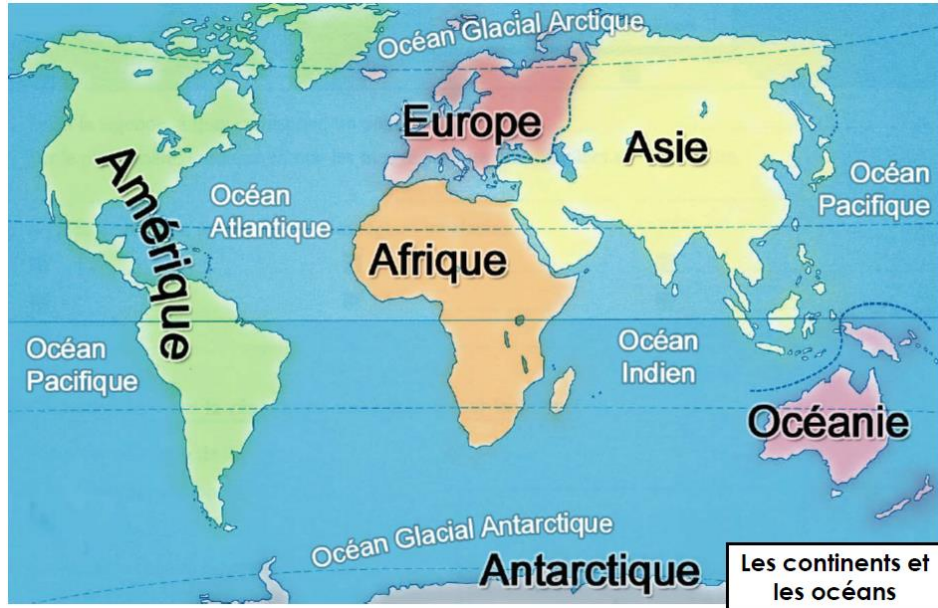 Océan Glacial Arctique
Europe
Asie
Amérique
Océan
Atlantique
Océan
Pacifique
Afrique
Océan
Pacifique
Océan
Indien
Océanie
Océan Glacial Antarctique
Antarctique
Les continents et
les océans